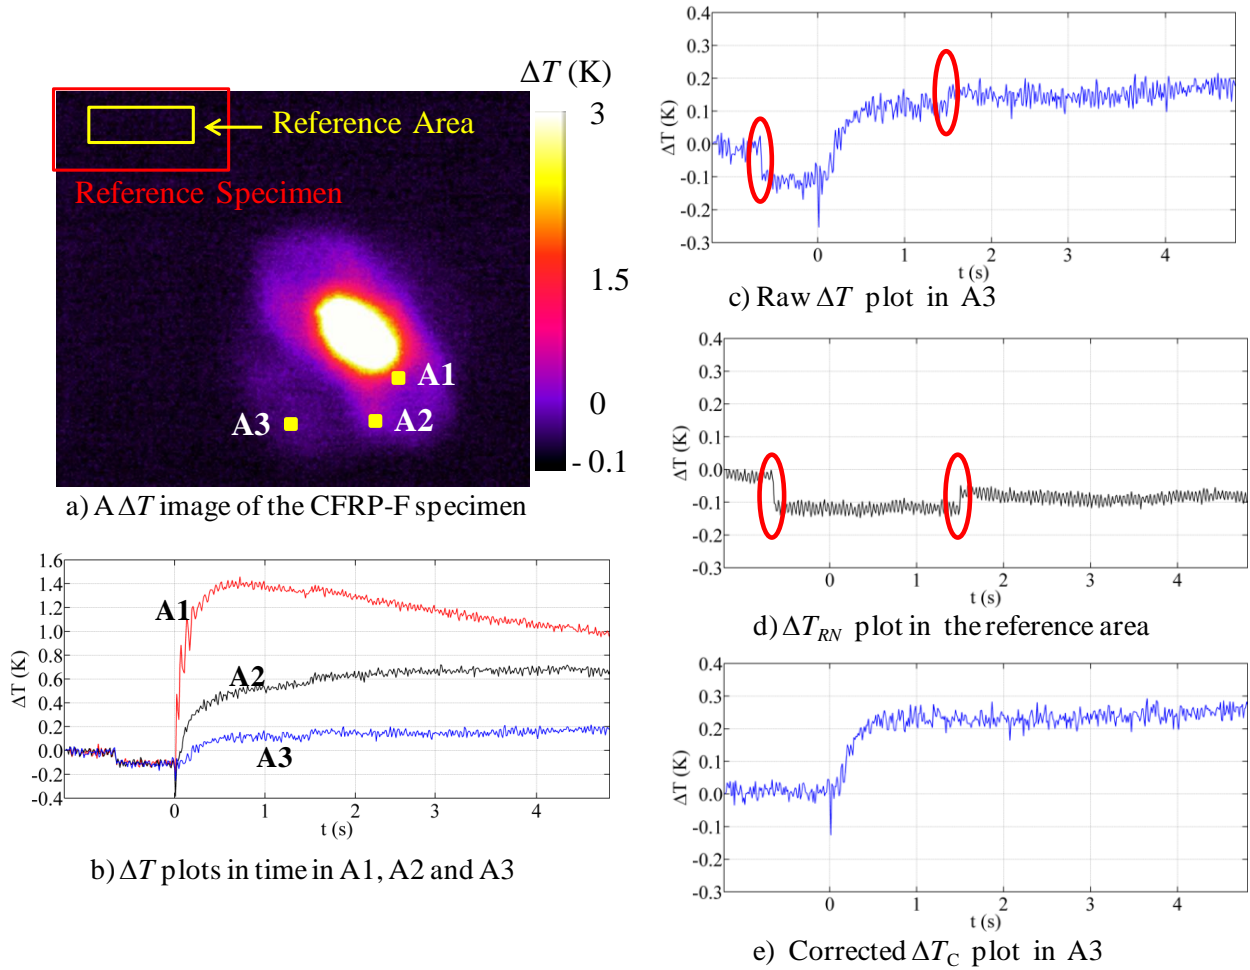 ΔT (K)
3
1.5
0
-0.1
Reference Area
Reference Specimen
A1
A2
A3
a) A ΔT image of the CFRP-F specimen
1.6
1.4
1.2
1.0
0.8
0.6
0.4
0.2
0.0
-0.2
-0.4
ΔT (K)
A1
A2
A3
0 1 2 3 4
t (s)
b) ΔT plots in time in A1, A2 and A3
0.4
0.3
0.2
0.1
0.0
-0.1
-0.2
-0.3
ΔT (K)
0 1 2 3 4
t (s)
c) Raw ΔT plot in A3
0.4
0.3
0.2
0.1
0.0
-0.1
-0.2
-0.3
ΔT (K)
0 1 2 3 4
t (s)
d) ΔT_RN plot in the reference area
0.4
0.3
0.2
0.1
0.0
-0.1
-0.2
-0.3
ΔT (K)
0 1 2 3 4
t (s)
e) Corrected ΔT_C plot in A3